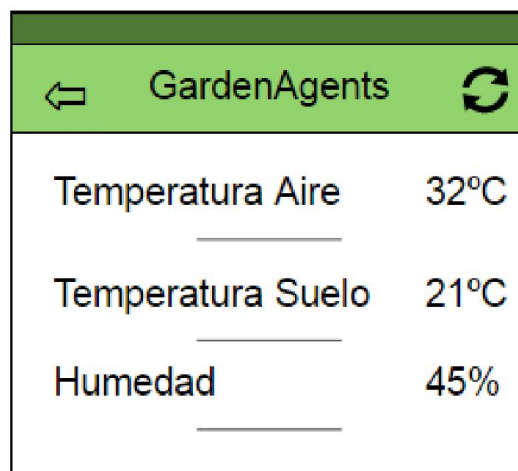 GardenAgents
Temperatura Aire 32ºC
Temperatura Suelo 21ºC
Humedad 45%